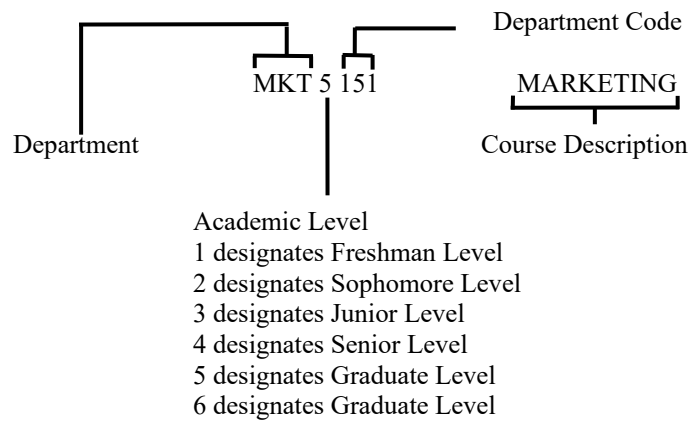 Department Code
MKT 5 151 MARKETING
Department Course Description
Academic Level
1 designates Freshman Level
2 designates Sophomore Level
3 designates Junior Level
4 designates Senior Level
5 designates Graduate Level
6 designates Graduate Level